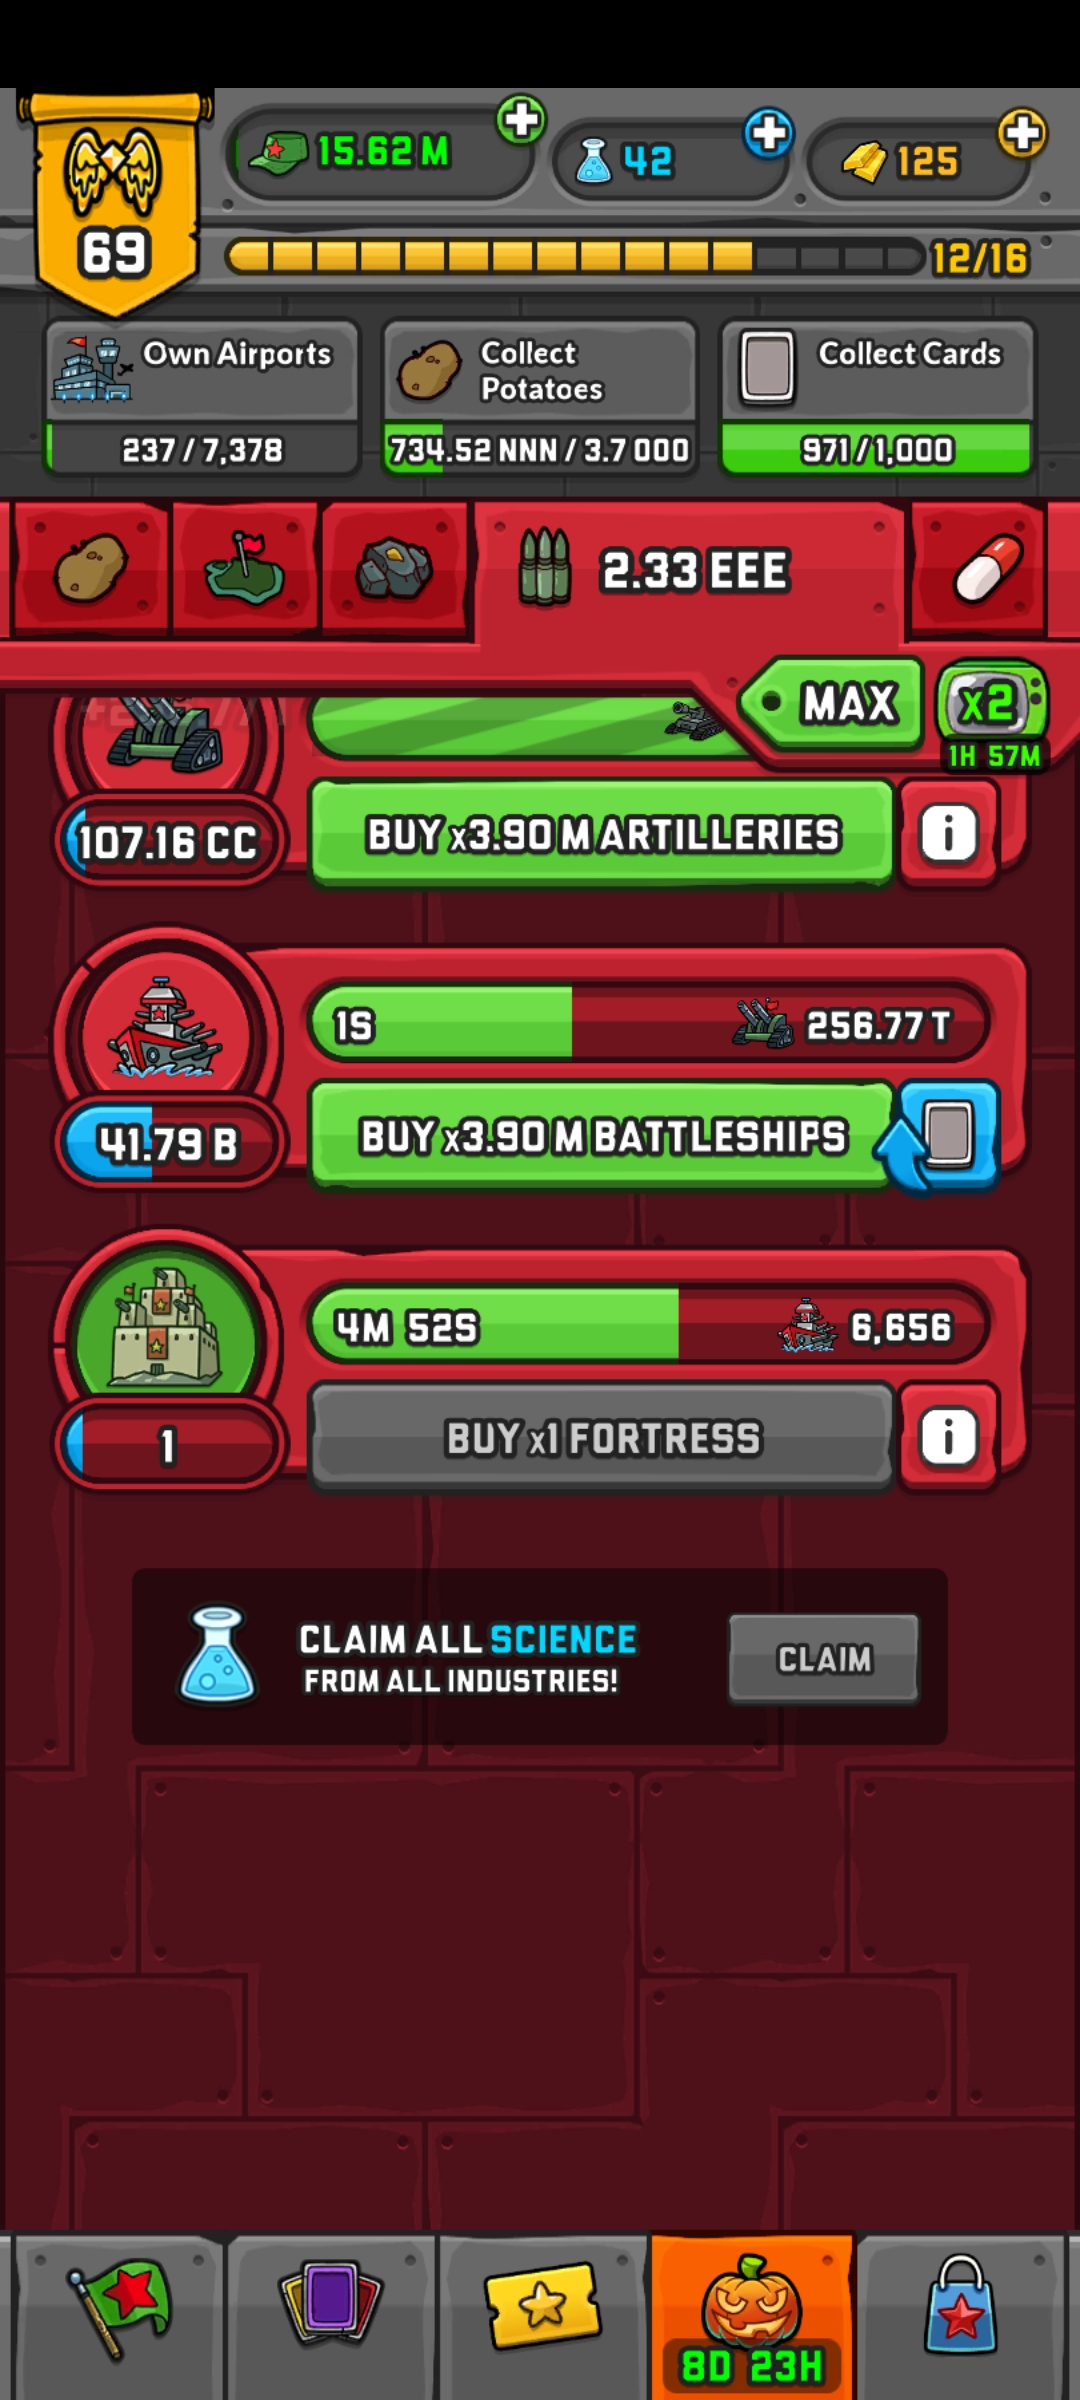 15.62 M
42
125
69
12/16
Own Airports
237 / 7,378
Collect
Potatoes
734.52 NNN / 3.7 OOO
Collect Cards
971 / 1,000
2.33 EEE
MAX
x2
1H 57M
107.16 CC
BUY x3.90 M ARTILLERIES
i
1S
256.77 T
41.79 B
BUY x3.90 M BATTLESHIPS
4M 52S
6,656
1
BUY x1 FORTRESS
i
CLAIM ALL SCIENCE
FROM ALL INDUSTRIES!
CLAIM
8D 23H